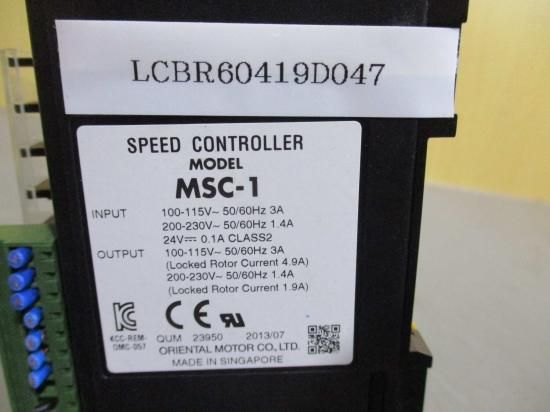 LCBR60419D047
SPEED CONTROLLER
MODEL
MSC-1
INPUT 100-115V~ 50/60Hz 3A
200-230V~ 50/60Hz 1.4A
24V⎓ 0.1A CLASS2
OUTPUT 100-115V~ 50/60Hz 3A
(Locked Rotor Current 4.9A)
200-230V~ 50/60Hz 1.4A
(Locked Rotor Current 1.9A)
KCC-REM-
OMC-057
QUM 23950 2013/07
ORIENTAL MOTOR CO., LTD.
MADE IN SINGAPORE